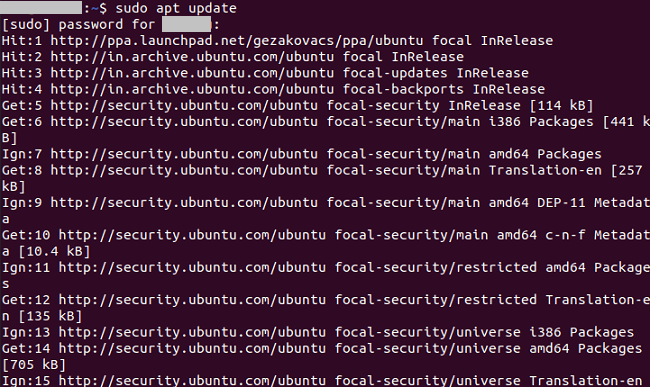 :~$ sudo apt update
[sudo] password for :
Hit:1 http://ppa.launchpad.net/gezakovacs/ppa/ubuntu focal InRelease
Hit:2 http://in.archive.ubuntu.com/ubuntu focal InRelease
Hit:3 http://in.archive.ubuntu.com/ubuntu focal-updates InRelease
Hit:4 http://in.archive.ubuntu.com/ubuntu focal-backports InRelease
Get:5 http://security.ubuntu.com/ubuntu focal-security InRelease [114 kB]
Get:6 http://security.ubuntu.com/ubuntu focal-security/main i386 Packages [441 k
B]
Ign:7 http://security.ubuntu.com/ubuntu focal-security/main amd64 Packages
Get:8 http://security.ubuntu.com/ubuntu focal-security/main Translation-en [257
kB]
Ign:9 http://security.ubuntu.com/ubuntu focal-security/main amd64 DEP-11 Metadat
a
Get:10 http://security.ubuntu.com/ubuntu focal-security/main amd64 c-n-f Metadat
a [10.4 kB]
Ign:11 http://security.ubuntu.com/ubuntu focal-security/restricted amd64 Package
s
Get:12 http://security.ubuntu.com/ubuntu focal-security/restricted Translation-e
n [135 kB]
Ign:13 http://security.ubuntu.com/ubuntu focal-security/universe i386 Packages
Get:14 http://security.ubuntu.com/ubuntu focal-security/universe amd64 Packages
[705 kB]
Ign:15 http://security.ubuntu.com/ubuntu focal-security/universe Translation-en